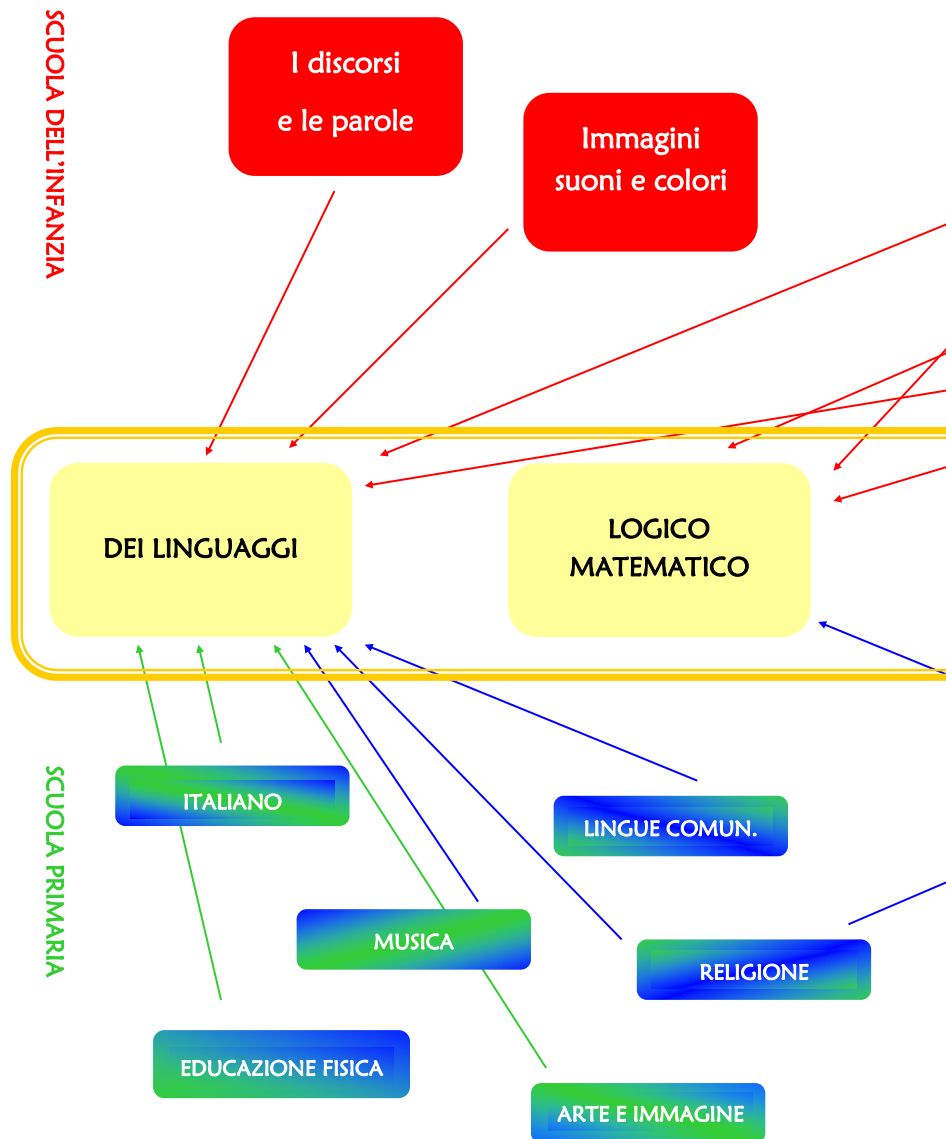 SCUOLA DELL'INFANZIA
I discorsi
e le parole
Immagini
suoni e colori
DEI LINGUAGGI
LOGICO
MATEMATICO
SCUOLA PRIMARIA
ITALIANO
LINGUE COMUN.
MUSICA
RELIGIONE
EDUCAZIONE FISICA
ARTE E IMMAGINE